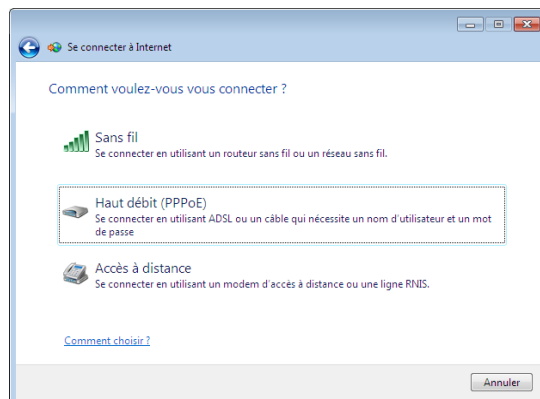 Se connecter à Internet
Comment voulez-vous vous connecter ?
Sans fil
Se connecter en utilisant un routeur sans fil ou un réseau sans fil.
Haut débit (PPPoE)
Se connecter en utilisant ADSL ou un câble qui nécessite un nom d'utilisateur et un mot
de passe
Accès à distance
Se connecter en utilisant un modem d'accès à distance ou une ligne RNIS.
Comment choisir ?
Annuler